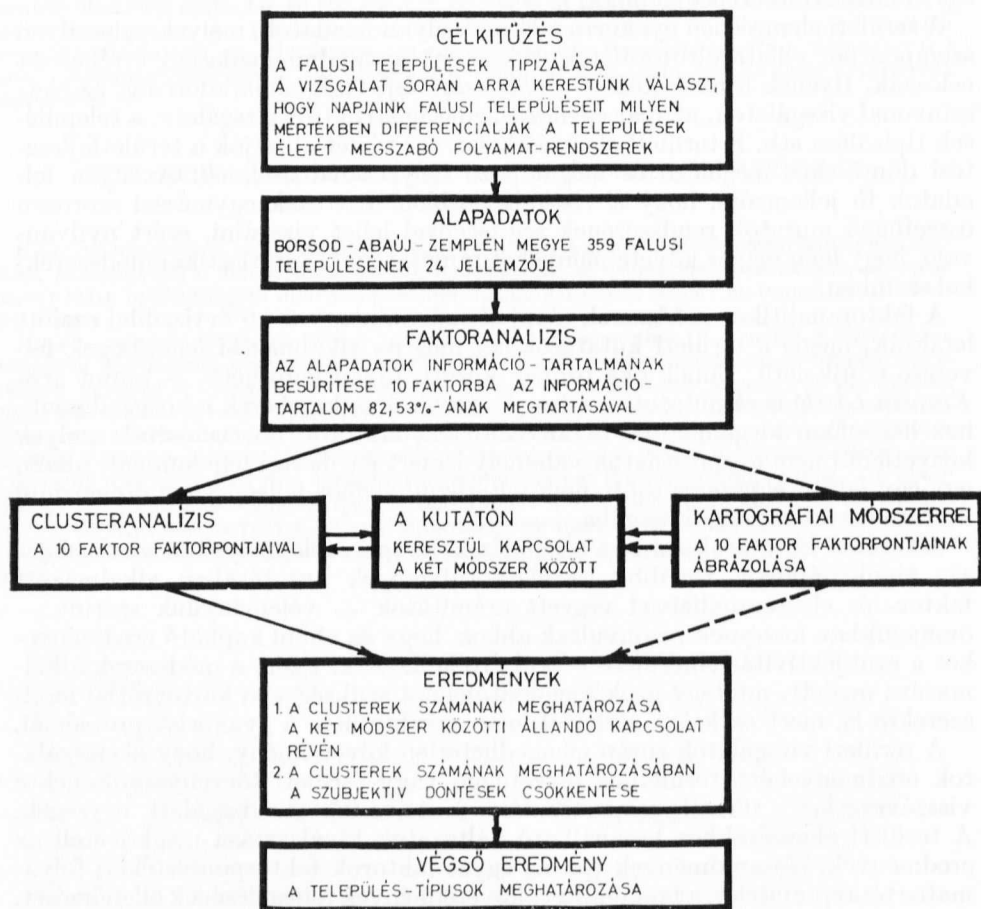 CÉLKITŰZÉS
A FALUSI TELEPÜLÉSEK TIPIZÁLÁSA
A VIZSGÁLAT SORÁN ARRA KERESTÜNK VÁLASZT,
HOGY NAPJAINK FALUSI TELEPÜLÉSEIT MILYEN
MÉRTÉKBEN DIFFERENCIÁLJÁK A TELEPÜLÉSEK
ÉLETÉT MEGSZABÓ FOLYAMAT-RENDSZEREK
ALAPADATOK
BORSOD-ABAÚJ-ZEMPLÉN MEGYE 359 FALUSI
TELEPÜLÉSÉNEK 24 JELLEMZŐJE
FAKTORANALÍZIS
AZ ALAPADATOK INFORMÁCIÓ-TARTALMÁNAK
BESŰRÍTÉSE 10 FAKTORBA AZ INFORMÁCIÓ-
TARTALOM 82,53%-ÁNAK MEGTARTÁSÁVAL
CLUSTERANALÍZIS
A 10 FAKTOR FAKTORPONTJAIVAL
A KUTATÓN
KERESZTÜL KAPCSOLAT
A KÉT MÓDSZER KÖZÖTT
KARTOGRÁFIAI MÓDSZERREL
A 10 FAKTOR FAKTORPONTJAINAK
ÁBRÁZOLÁSA
EREDMÉNYEK
1. A CLUSTEREK SZÁMÁNAK MEGHATÁROZÁSA
A KÉT MÓDSZER KÖZÖTTI ÁLLANDÓ KAPCSOLAT
RÉVÉN
2. A CLUSTEREK SZÁMÁNAK MEGHATÁROZÁSÁBAN
A SZUBJEKTIV DÖNTÉSEK CSÖKKENTÉSE
VÉGSŐ EREDMÉNY
A TELEPÜLÉS-TÍPUSOK MEGHATÁROZÁSA